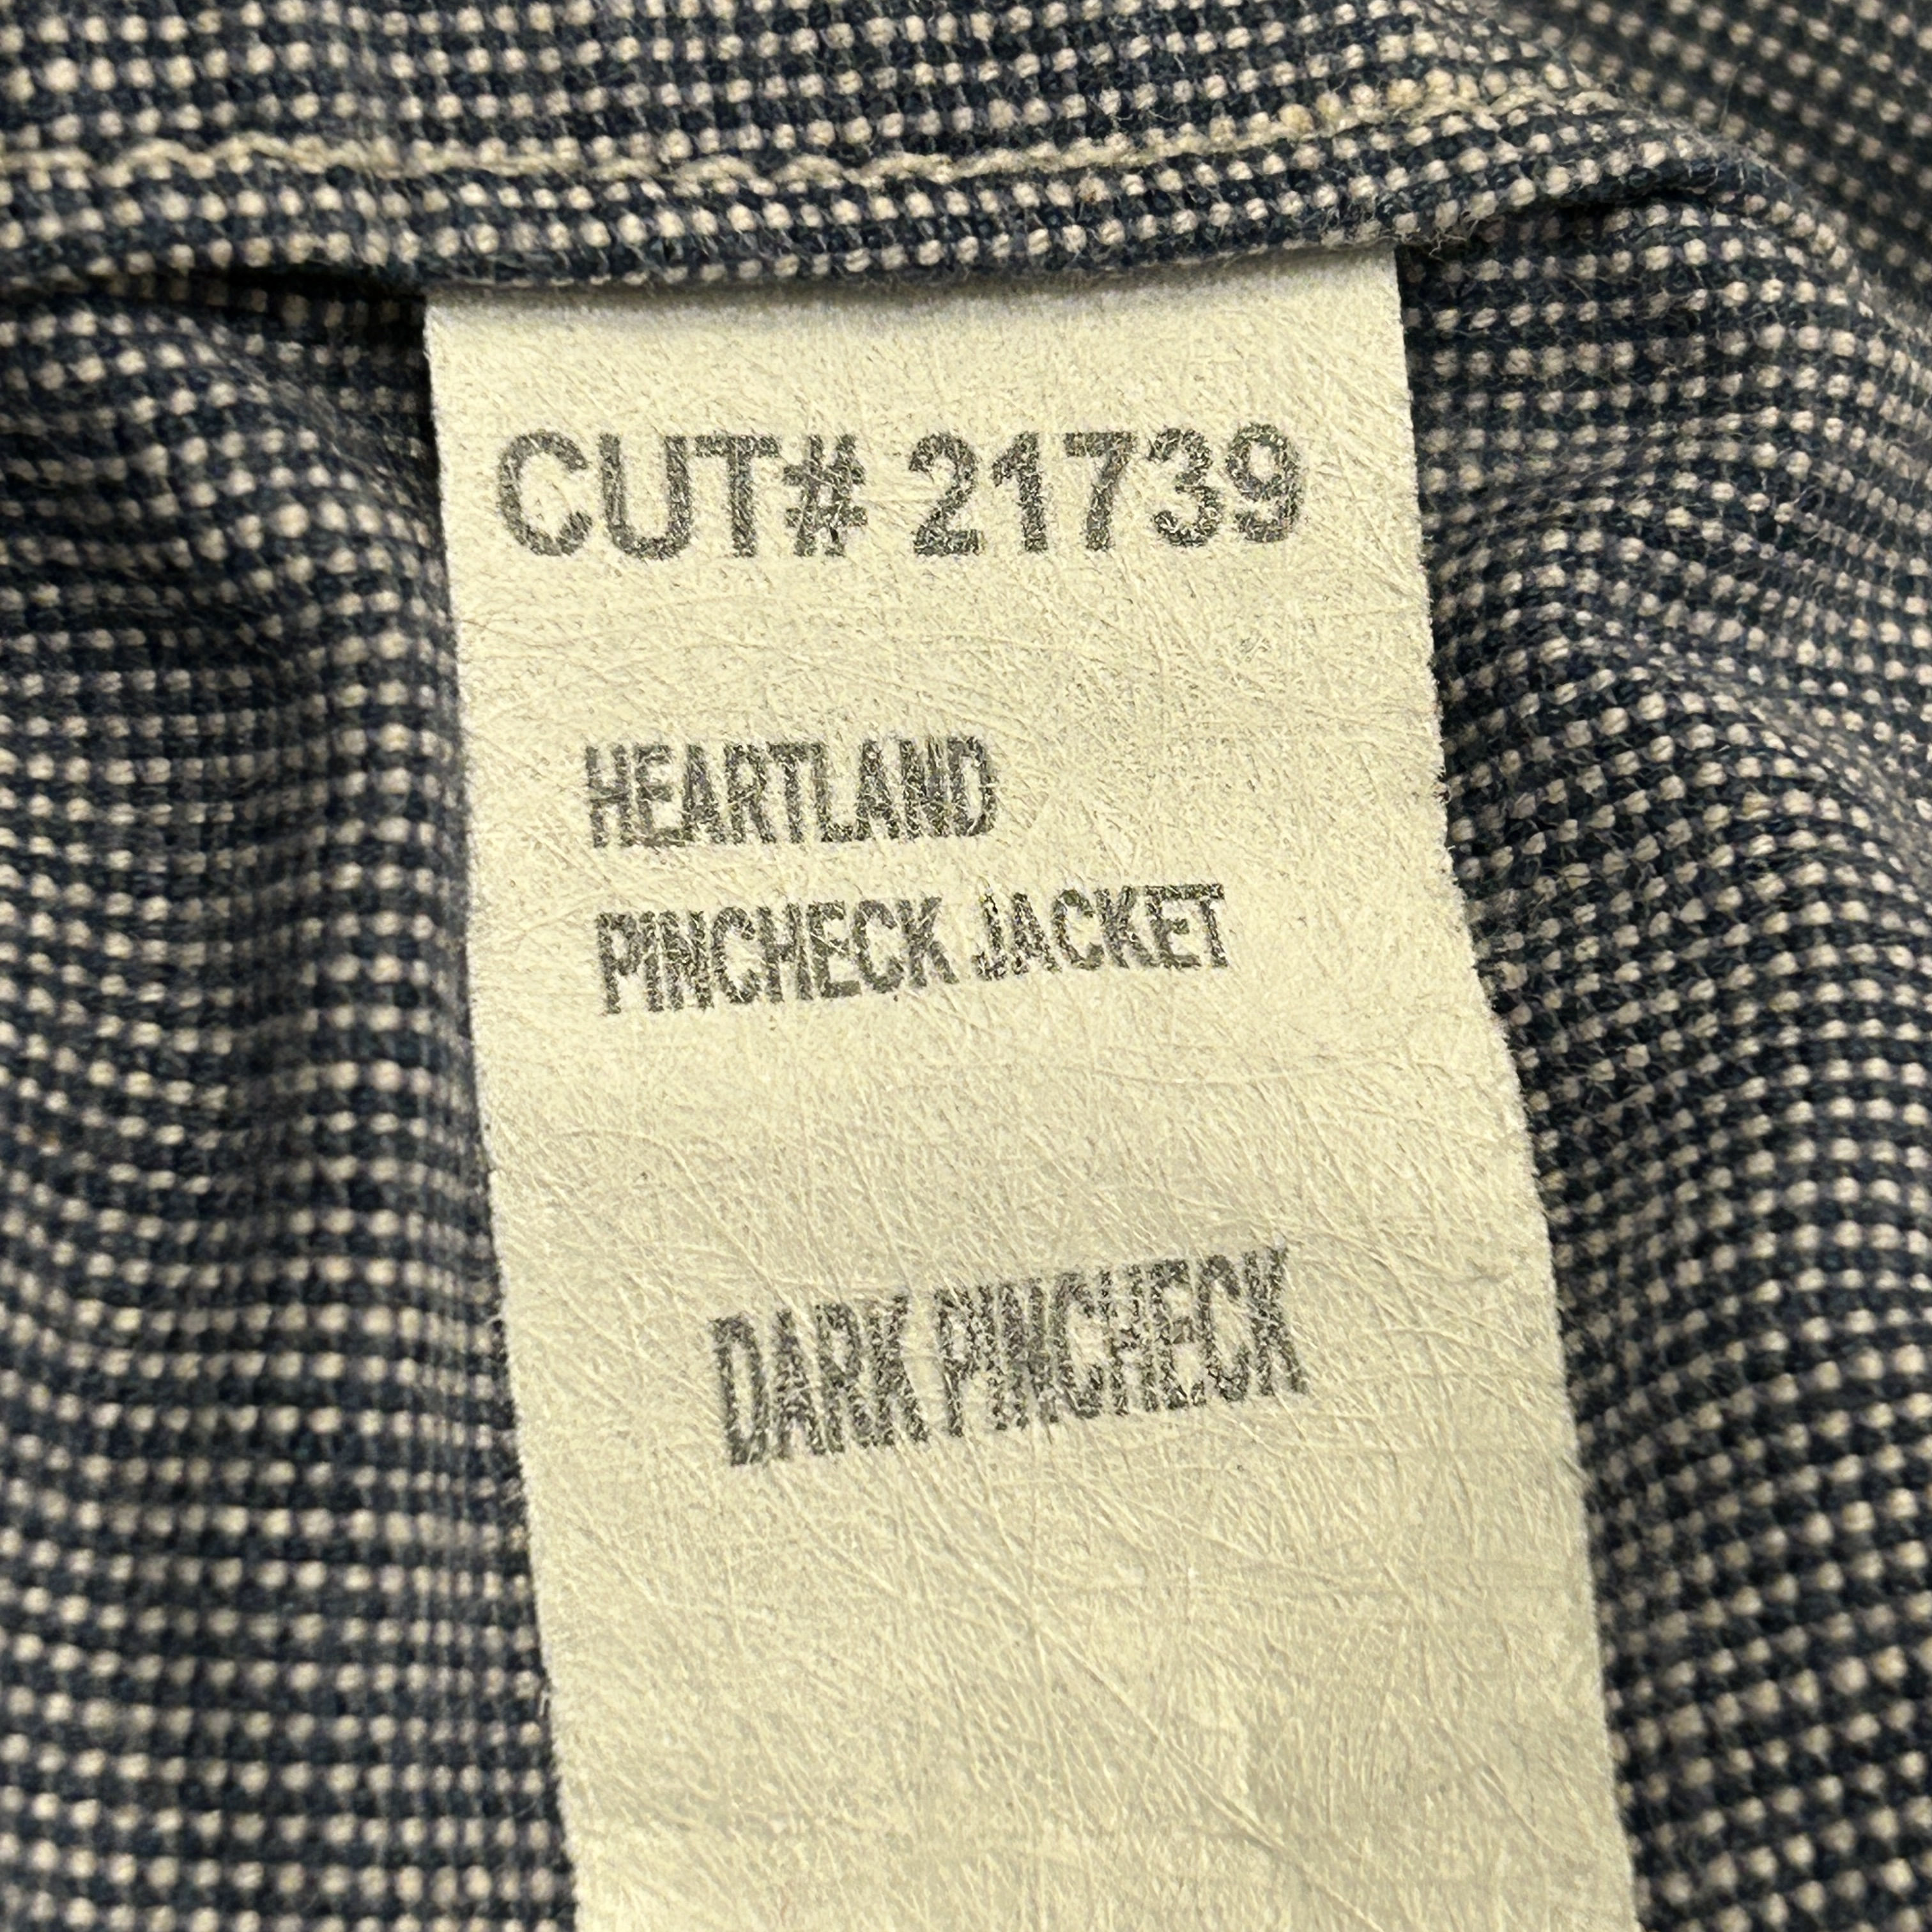 CUT# 21739
HEARTLAND
PINCHECK JACKET
DARK PINCHECK